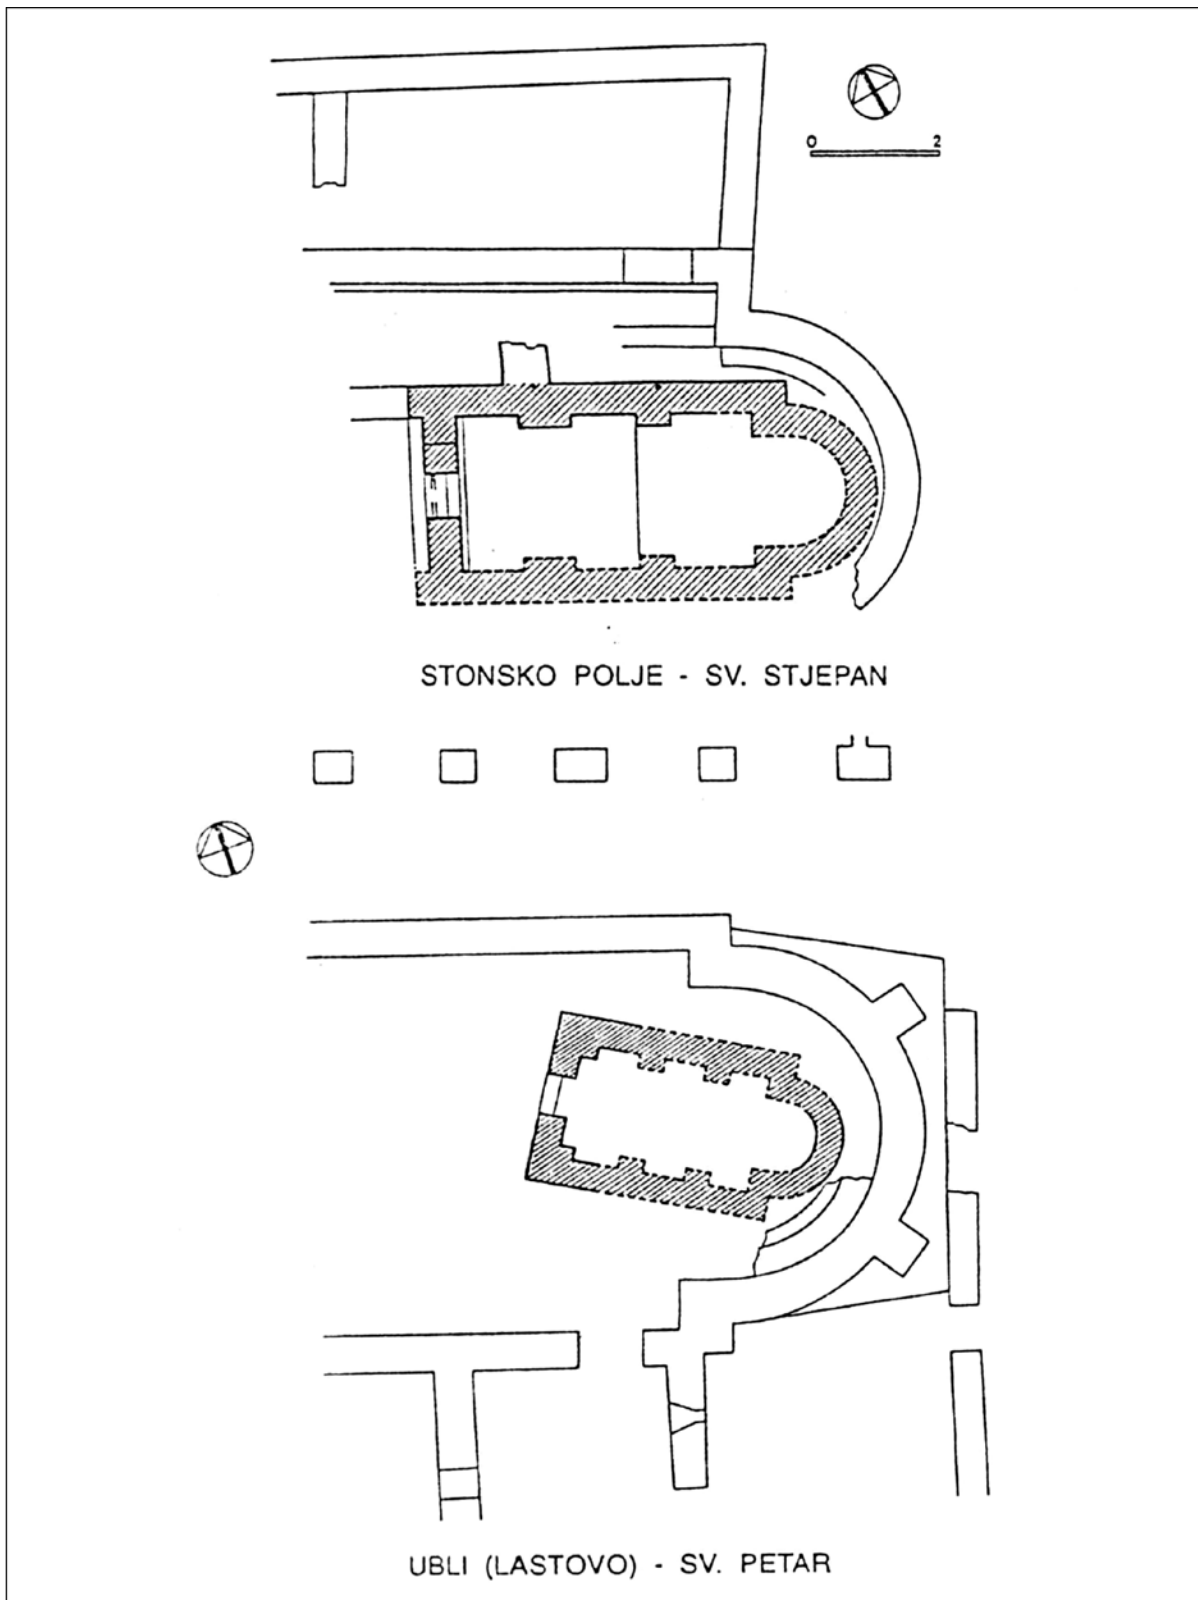 0 2
STONSKO POLJE - SV. STJEPAN
UBLI (LASTOVO) - SV. PETAR